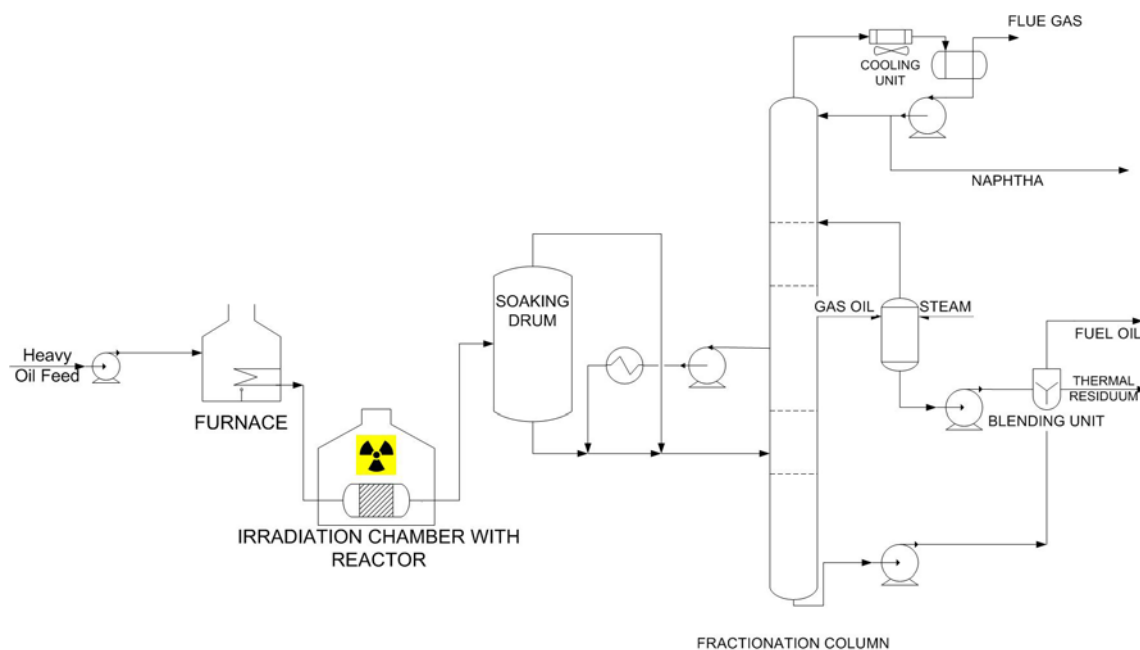 FLUE GAS
COOLING
UNIT
NAPHTHA
SOAKING
DRUM
GAS OIL
STEAM
FUEL OIL
Heavy
Oil Feed
THERMAL
RESIDUUM
FURNACE
BLENDING UNIT
IRRADIATION CHAMBER WITH
REACTOR
FRACTIONATION COLUMN